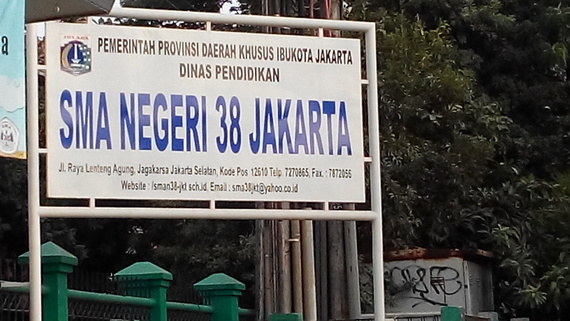 PEMERINTAH PROVINSI DAERAH KHUSUS IBUKOTA JAKARTA
DINAS PENDIDIKAN
SMA NEGERI 38 JAKARTA
Jl. Raya Lenteng Agung, Jagakarsa Jakarta Selatan, Kode Pos 12610 Telp. 7270865, Fax. : 7872056
Website : /sman38-jkt sch.id. Email : sma38jkt@yahoo.co.id